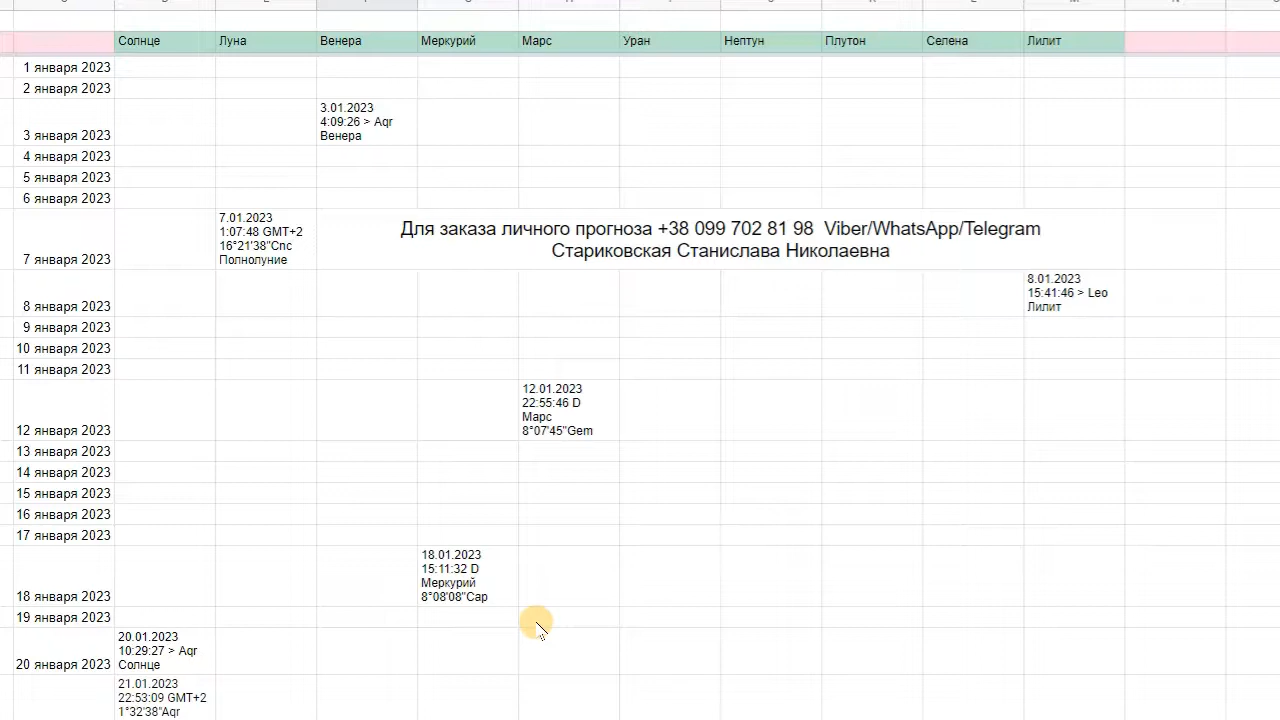 Солнце Луна Венера Меркурий Марс Уран Нептун Плутон Селена Лилит
1 января 2023
2 января 2023
3.01.2023
4:09:26 > Aqr
Венера
3 января 2023
4 января 2023
5 января 2023
6 января 2023
7.01.2023
1:07:48 GMT+2
16°21'38"Cnc
Полнолуние
7 января 2023
Для заказа личного прогноза +38 099 702 81 98 Viber/WhatsApp/Telegram
Стариковская Станислава Николаевна
8.01.2023
15:41:46 > Leo
Лилит
8 января 2023
9 января 2023
10 января 2023
11 января 2023
12.01.2023
22:55:46 D
Марс
8°07'45"Gem
12 января 2023
13 января 2023
14 января 2023
15 января 2023
16 января 2023
17 января 2023
18.01.2023
15:11:32 D
Меркурий
8°08'08"Cap
18 января 2023
19 января 2023
20.01.2023
10:29:27 > Aqr
Солнце
20 января 2023
21.01.2023
22:53:09 GMT+2
1°32'38"Aqr